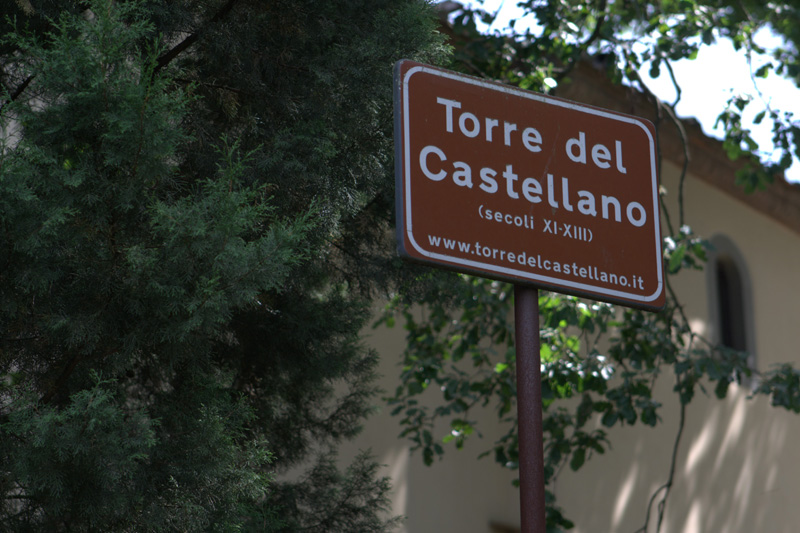 Torre del
Castellano
(secoli XI-XIII)
www.torredelcastellano.it